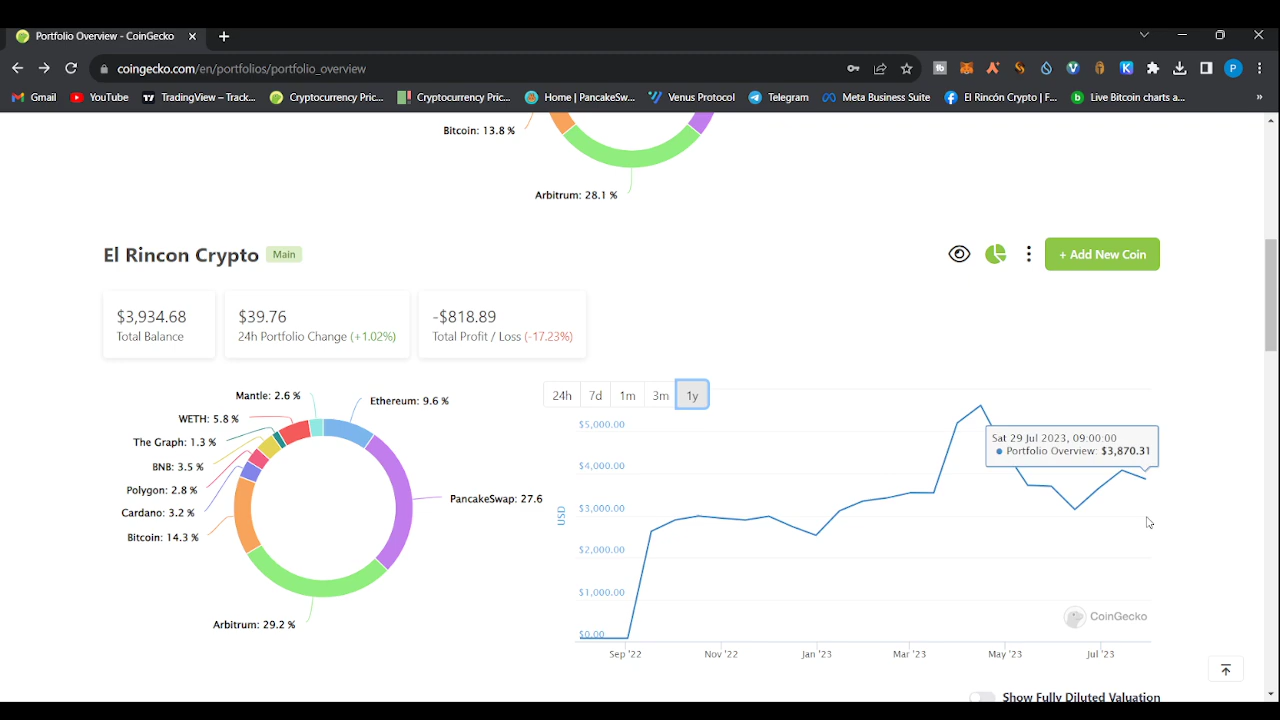 Portfolio Overview - CoinGecko
coingecko.com/en/portfolios/portfolio_overview
Gmail YouTube TradingView – Track... Cryptocurrency Pric... Cryptocurrency Pric... Home | PancakeSw... Venus Protocol Telegram Meta Business Suite El Rincón Crypto | F... Live Bitcoin charts a... »
Bitcoin: 13.8 %
Arbitrum: 28.1 %
El Rincon Crypto Main
+ Add New Coin
$3,934.68
Total Balance
$39.76
24h Portfolio Change (+1.02%)
-$818.89
Total Profit / Loss (-17.23%)
Mantle: 2.6 %
Ethereum: 9.6 %
WETH: 5.8 %
The Graph: 1.3 %
BNB: 3.5 %
Polygon: 2.8 %
PancakeSwap: 27.6
Cardano: 3.2 %
Bitcoin: 14.3 %
Arbitrum: 29.2 %
24h 7d 1m 3m 1y
$5,000.00
$4,000.00
$3,000.00
$2,000.00
$1,000.00
$0.00
USD
Sat 29 Jul 2023, 09:00:00
Portfolio Overview: $3,870.31
CoinGecko
Sep '22 Nov '22 Jan '23 Mar '23 May '23 Jul '23
Show Fully Diluted Valuation